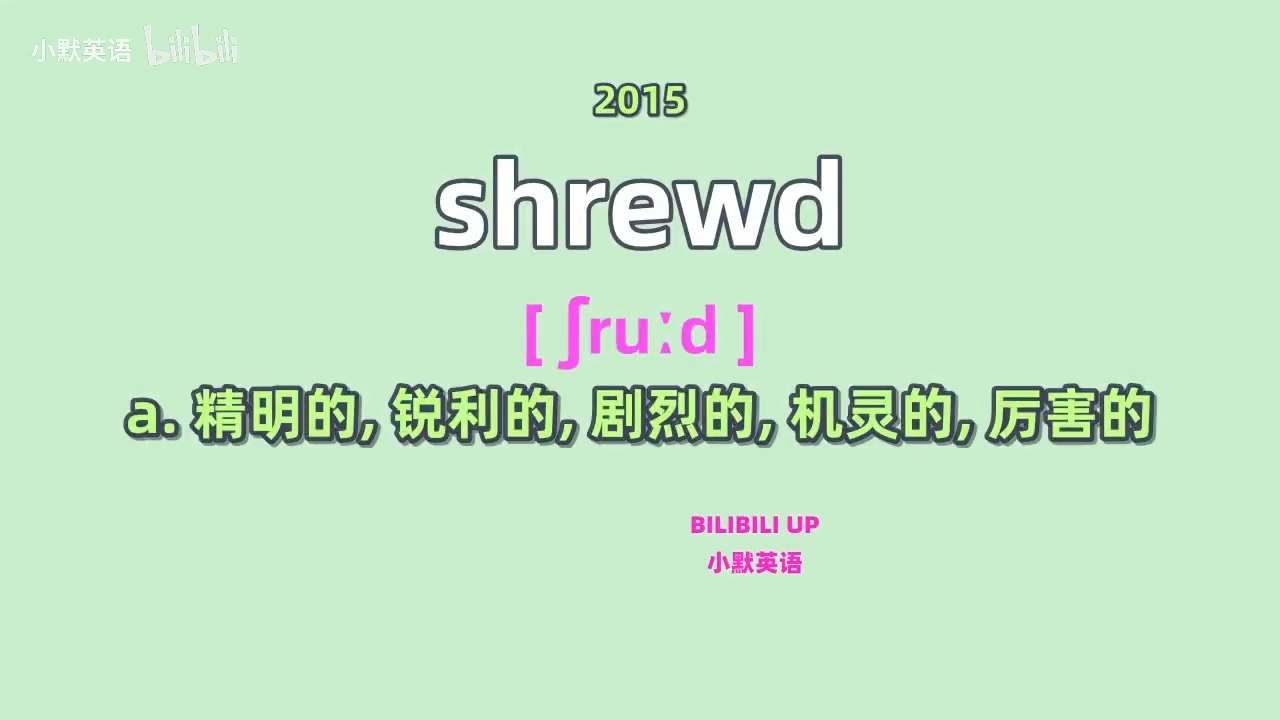 小默英语 bilibili
2015
shrewd
[ ʃruːd ]
a. 精明的, 锐利的, 剧烈的, 机灵的, 厉害的
BILIBILI UP
小默英语